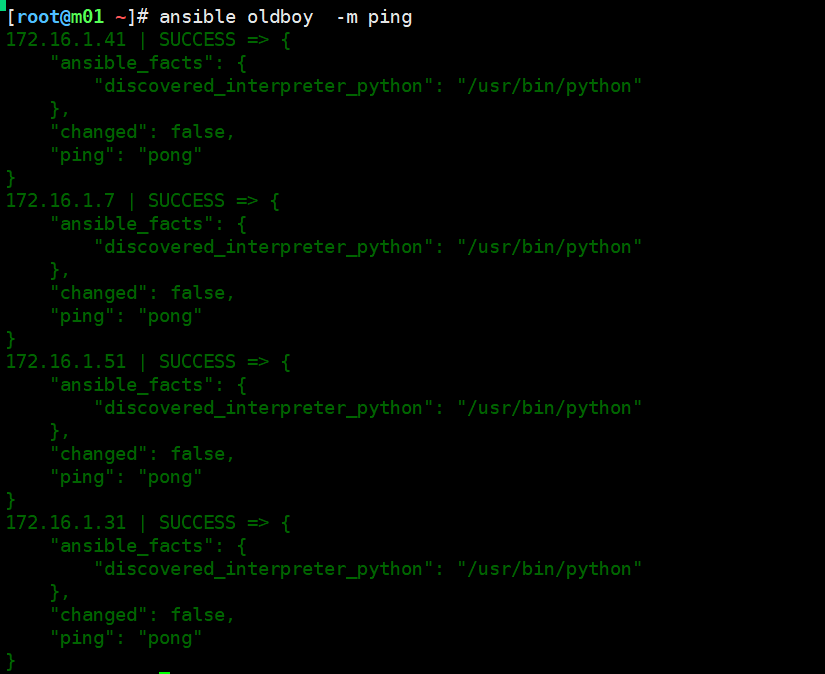 [root@m01 ~]# ansible oldboy  -m ping
172.16.1.41 | SUCCESS => {
    "ansible_facts": {
        "discovered_interpreter_python": "/usr/bin/python"
    },
    "changed": false,
    "ping": "pong"
}
172.16.1.7 | SUCCESS => {
    "ansible_facts": {
        "discovered_interpreter_python": "/usr/bin/python"
    },
    "changed": false,
    "ping": "pong"
}
172.16.1.51 | SUCCESS => {
    "ansible_facts": {
        "discovered_interpreter_python": "/usr/bin/python"
    },
    "changed": false,
    "ping": "pong"
}
172.16.1.31 | SUCCESS => {
    "ansible_facts": {
        "discovered_interpreter_python": "/usr/bin/python"
    },
    "changed": false,
    "ping": "pong"
}